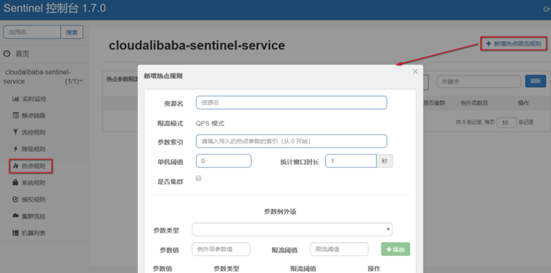 Sentinel 控制台 1.7.0
应用名 搜索
首页
cloudalibaba-sentinel-service
(1/1)
实时监控
簇点链路
流控规则
降级规则
热点规则
系统规则
授权规则
集群流控
机器列表
cloudalibaba-sentinel-service
+ 新增热点限流规则
热点参数限流
关键字 刷新
是否集群 例外项数目 操作
共 0 条记录, 每页 10 条记录
新增热点规则 ×
资源名 资源名
限流模式 QPS 模式
参数索引 请填入传入的热点参数的索引 (从 0 开始)
单机阈值 0 统计窗口时长 1 秒
是否集群
参数例外项
参数类型
参数值 例外项参数值 限流阈值 限流阈值 + 添加
参数值 参数类型 限流阈值 操作